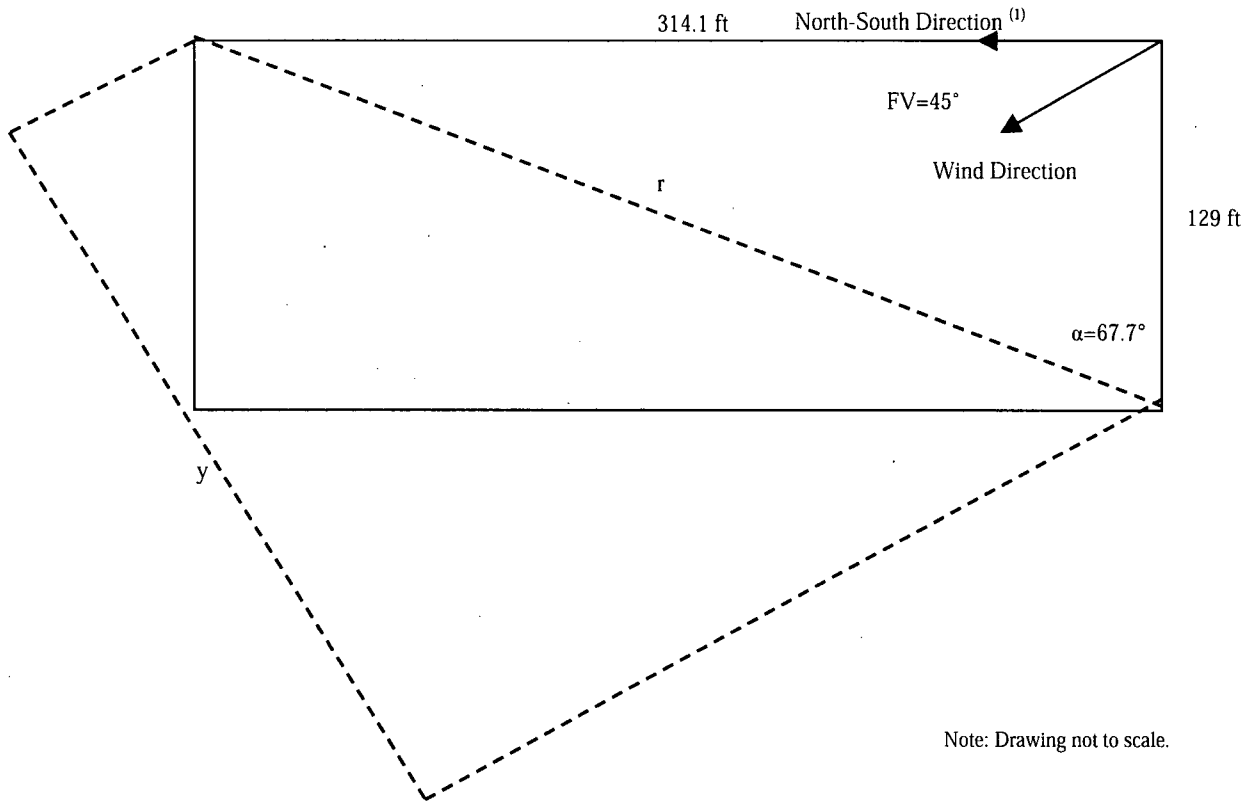 314.1 ft
North-South Direction (1)
FV=45°
Wind Direction
r
129 ft
α=67.7°
y
Note: Drawing not to scale.